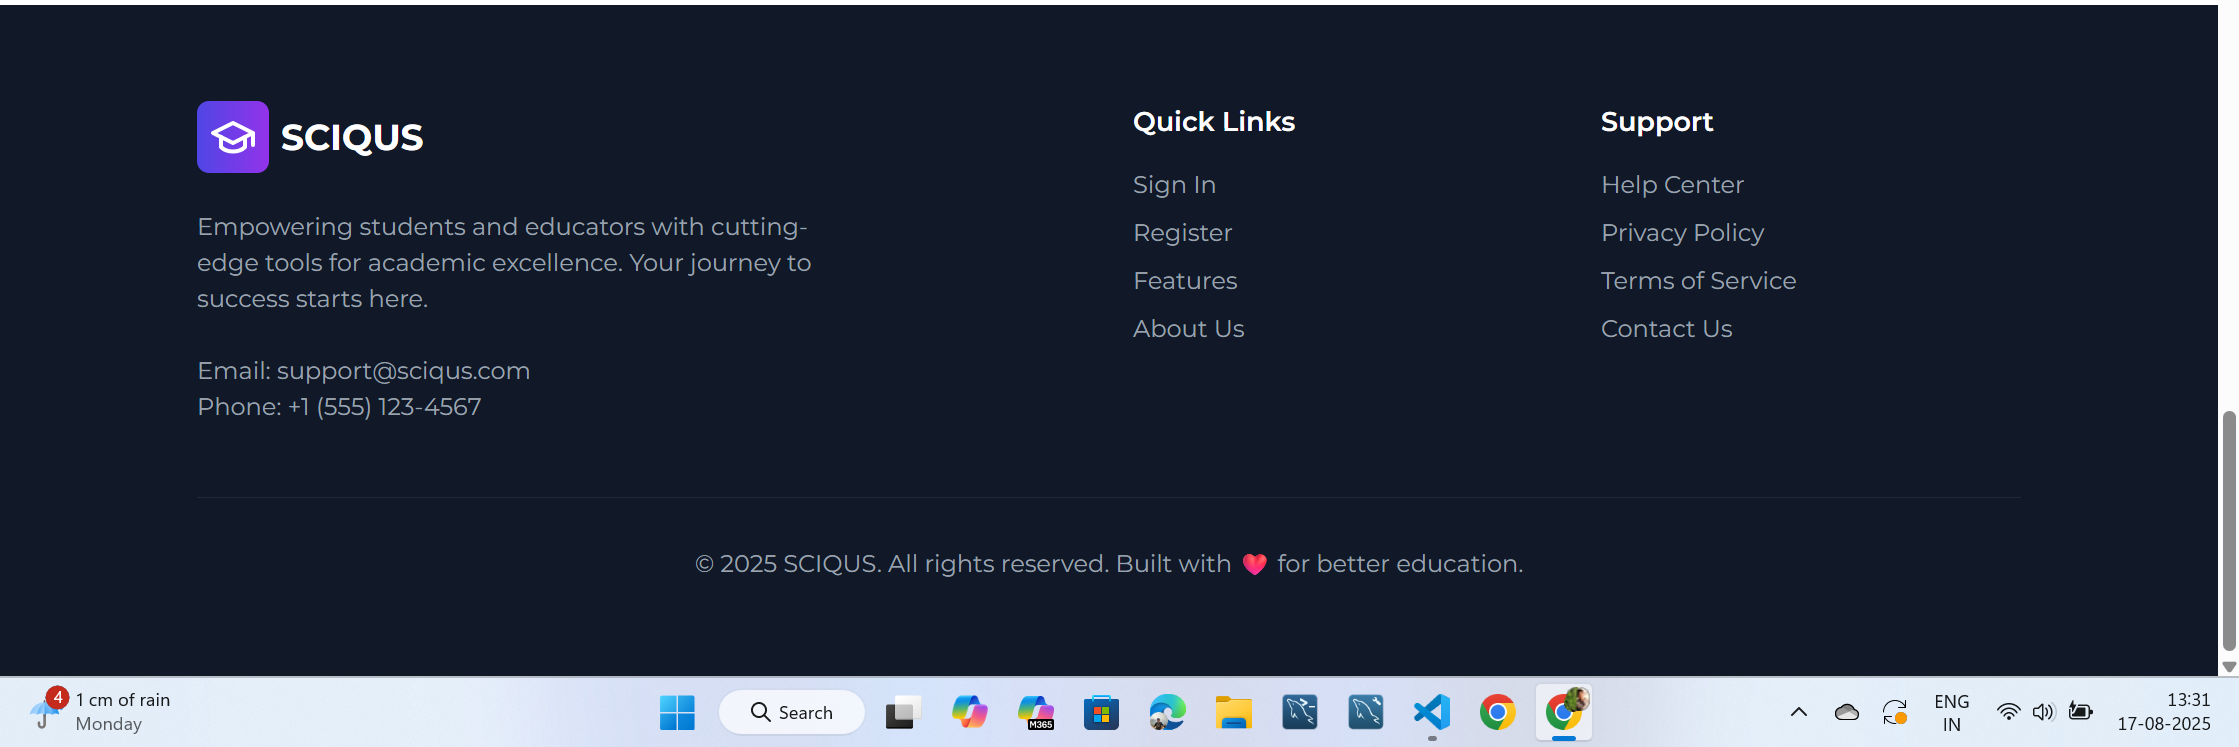 SCIQUS
Empowering students and educators with cutting-
edge tools for academic excellence. Your journey to
success starts here.
Email: support@sciqus.com
Phone: +1 (555) 123-4567
Quick Links
Sign In
Register
Features
About Us
Support
Help Center
Privacy Policy
Terms of Service
Contact Us
© 2025 SCIQUS. All rights reserved. Built with ❤️ for better education.
4
1 cm of rain
Monday
Search
M365
ENG
IN
13:31
17-08-2025